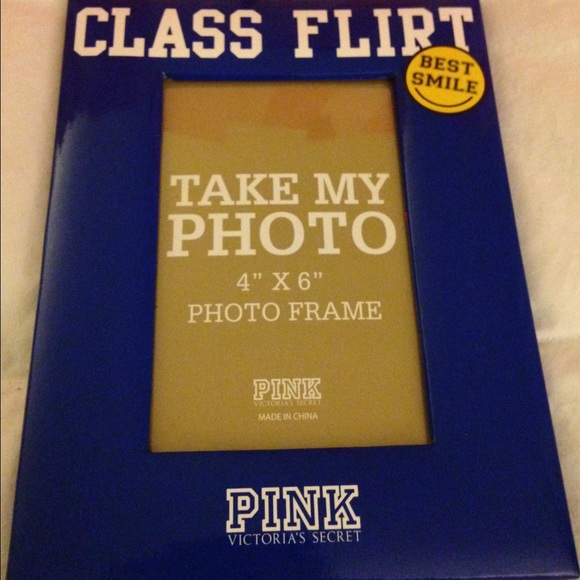 CLASS FLIRT
BEST
SMILE
TAKE MY
PHOTO
4” X 6”
PHOTO FRAME
PINK
VICTORIA'S SECRET
MADE IN CHINA
PINK
VICTORIA'S SECRET